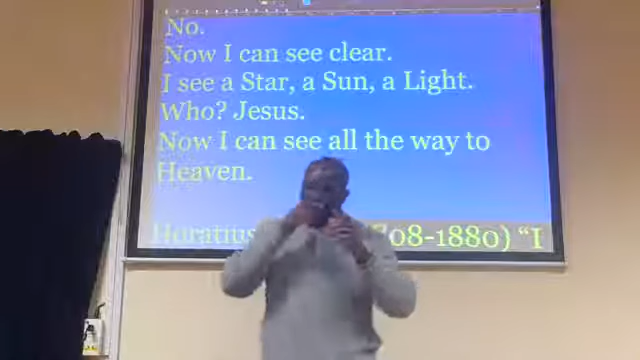 No.
Now I can see clear.
I see a Star, a Sun, a Light.
Who? Jesus.
Now I can see all the way to
Heaven.
Horatius 08-1880) “I